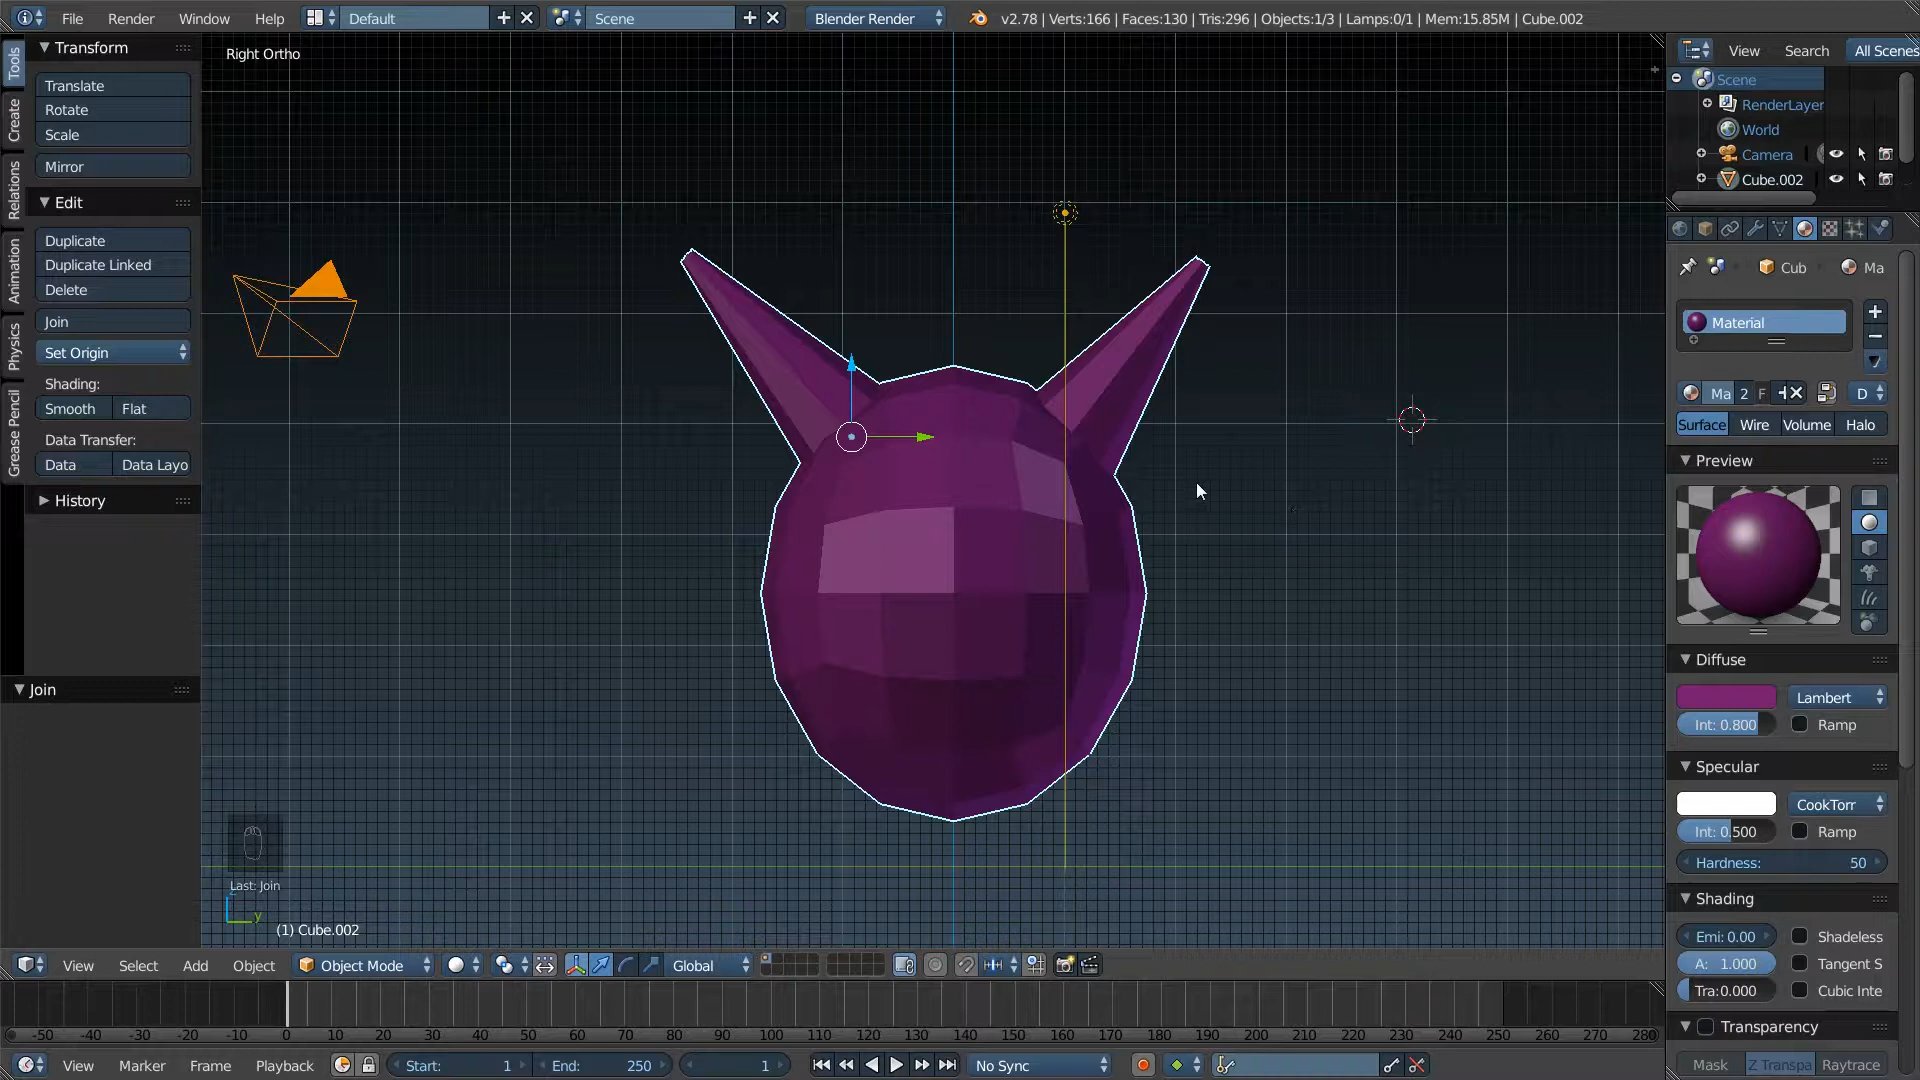 File Render Window Help Default Scene Blender Render v2.78 | Verts:166 | Faces:130 | Tris:296 | Objects:1/3 | Lamps:0/1 | Mem:15.85M | Cube.002
Tools
Create
Relations
Animation
Physics
Grease Pencil
Transform
Translate
Rotate
Scale
Mirror
Edit
Duplicate
Duplicate Linked
Delete
Join
Set Origin
Shading:
Smooth Flat
Data Transfer:
Data Data Layo
History
Join
Right Ortho
Last: Join
z
y
(1) Cube.002
View Search All Scenes
Scene
RenderLayer
World
Camera
Cube.002
Cub Ma
Material
Ma 2 F D
Surface Wire Volume Halo
Preview
Diffuse
Lambert
Int: 0.800 Ramp
Specular
CookTorr
Int: 0.500 Ramp
Hardness: 50
Shading
Emi: 0.00 Shadeless
A: 1.000 Tangent S
Tra:0.000 Cubic Inte
Transparency
Mask Z Transpa Raytrace
View Select Add Object Object Mode Global
-50 -40 -30 -20 -10 0 10 20 30 40 50 60 70 80 90 100 110 120 130 140 150 160 170 180 190 200 210 220 230 240 250 260 270 280
View Marker Frame Playback Start: 1 End: 250 1 No Sync